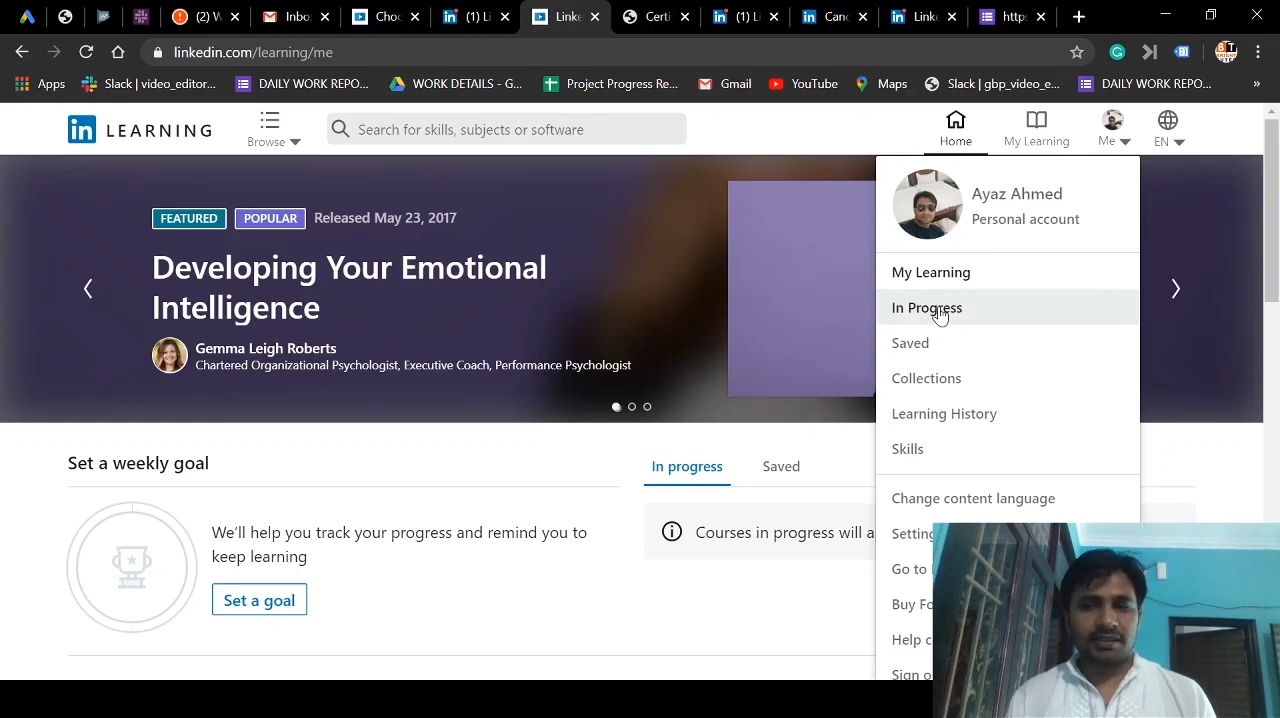 (2) W
Inbo
Choc
(1) Li
Linke
Certi
(1) Li
Canc
Linke
https
linkedin.com/learning/me
Apps
Slack | video_editor...
DAILY WORK REPO...
WORK DETAILS - G...
Project Progress Re...
Gmail
YouTube
Maps
Slack | gbp_video_e...
DAILY WORK REPO...
»
in LEARNING
Browse
Search for skills, subjects or software
Home
My Learning
Me
EN
FEATURED
POPULAR
Released May 23, 2017
Developing Your Emotional
Intelligence
Gemma Leigh Roberts
Chartered Organizational Psychologist, Executive Coach, Performance Psychologist
Ayaz Ahmed
Personal account
My Learning
In Progress
Saved
Collections
Learning History
Skills
Change content language
Setting
Go to
Buy Fo
Help c
Sign o
Set a weekly goal
We'll help you track your progress and remind you to
keep learning
Set a goal
In progress
Saved
Courses in progress will a